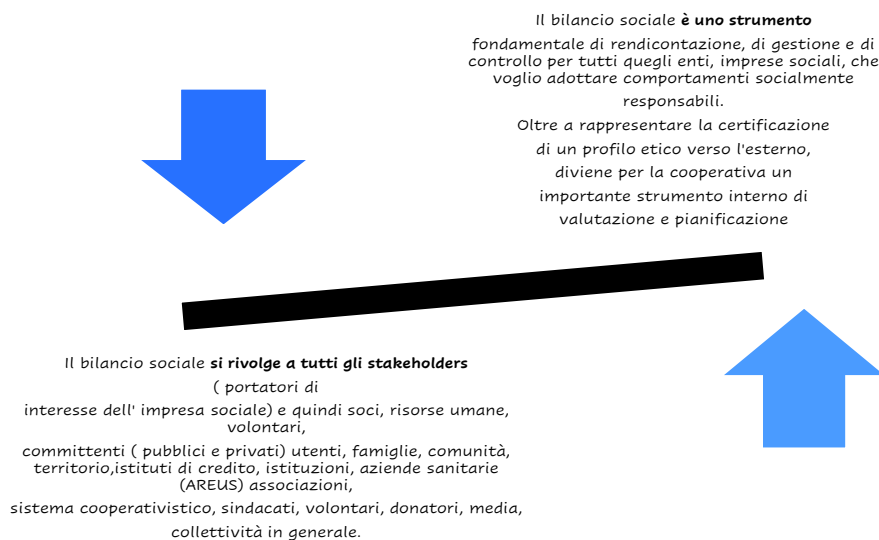 Il bilancio sociale è uno strumento
fondamentale di rendicontazione, di gestione e di
controllo per tutti quegli enti, imprese sociali, che
voglio adottare comportamenti socialmente
responsabili.
Oltre a rappresentare la certificazione
di un profilo etico verso l'esterno,
diviene per la cooperativa un
importante strumento interno di
valutazione e pianificazione
Il bilancio sociale si rivolge a tutti gli stakeholders
( portatori di
interesse dell' impresa sociale) e quindi soci, risorse umane,
volontari,
committenti ( pubblici e privati) utenti, famiglie, comunità,
territorio,istituti di credito, istituzioni, aziende sanitarie
(AREUS) associazioni,
sistema cooperativistico, sindacati, volontari, donatori, media,
collettività in generale.